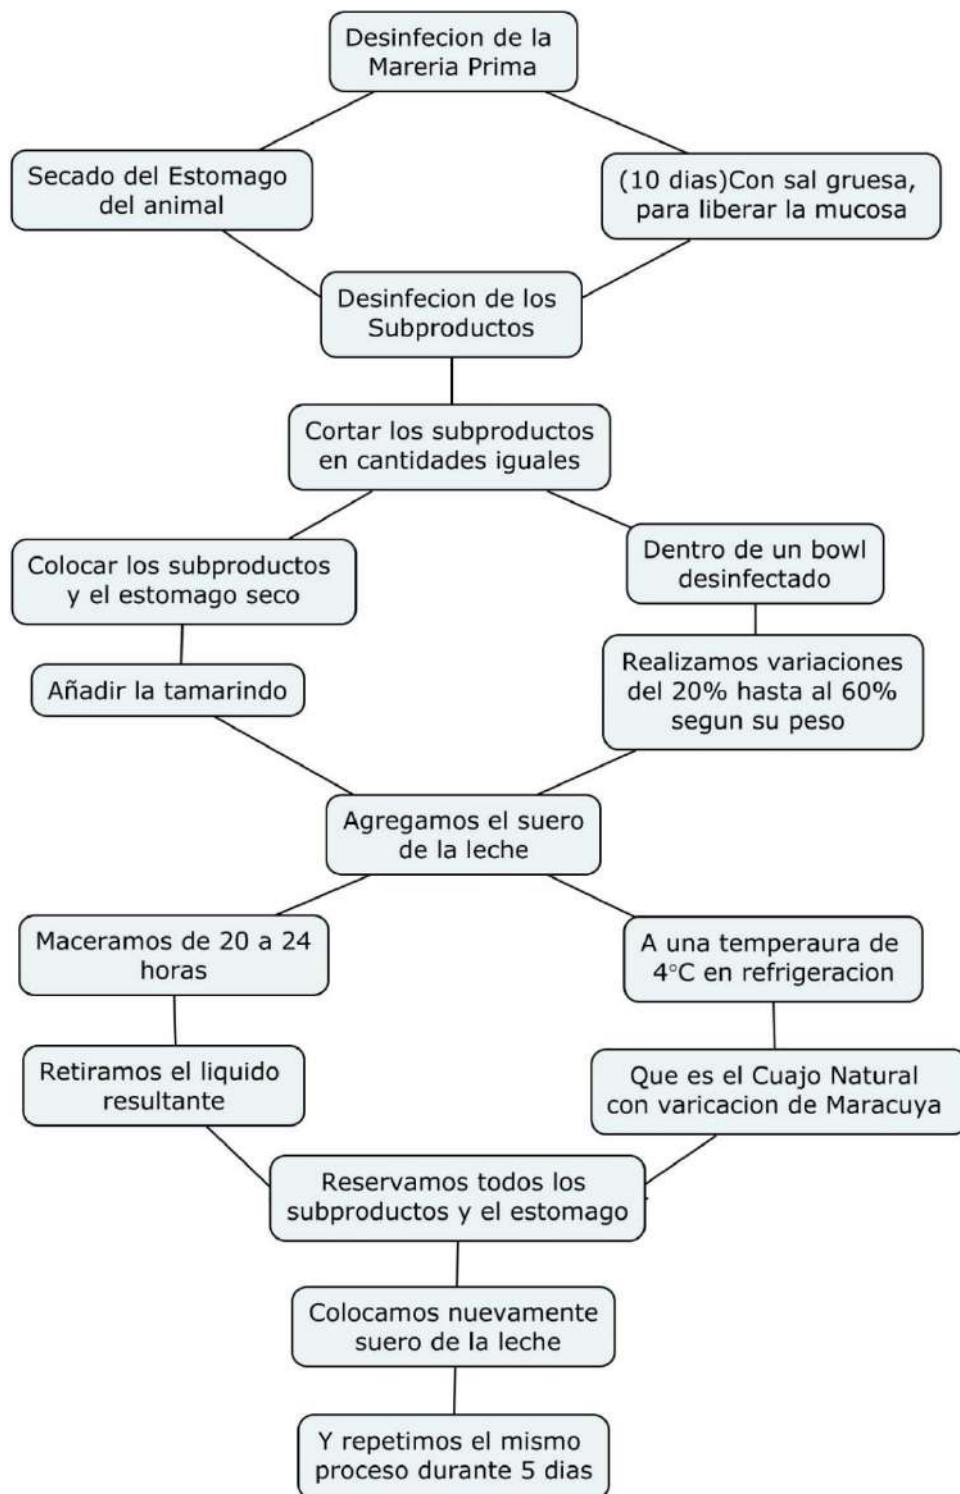 Desinfecion de la
Mareria Prima
Secado del Estomago
del animal
(10 dias)Con sal gruesa,
para liberar la mucosa
Desinfecion de los
Subproductos
Cortar los subproductos
en cantidades iguales
Colocar los subproductos
y el estomago seco
Dentro de un bowl
desinfectado
Añadir la tamarindo
Realizamos variaciones
del 20% hasta al 60%
segun su peso
Agregamos el suero
de la leche
Maceramos de 20 a 24
horas
A una temperaura de
4°C en refrigeracion
Retiramos el liquido
resultante
Que es el Cuajo Natural
con varicacion de Maracuya
Reservamos todos los
subproductos y el estomago
Colocamos nuevamente
suero de la leche
Y repetimos el mismo
proceso durante 5 dias